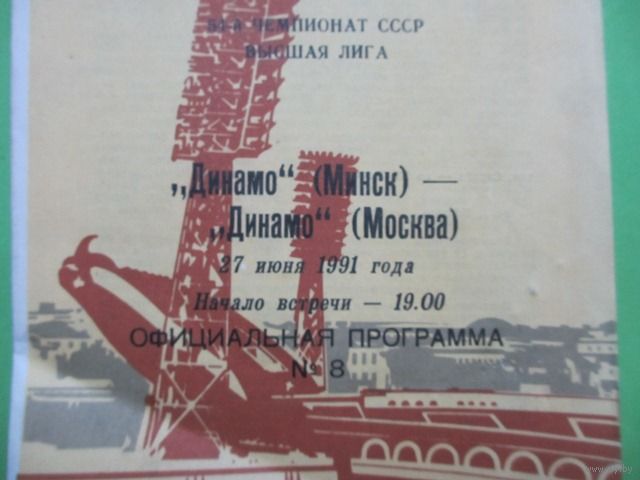 54-й ЧЕМПИОНАТ СССР
ВЫСШАЯ ЛИГА
„Динамо“ (Минск) —
„Динамо“ (Москва)
27 июня 1991 года
Начало встречи — 19.00
ОФИЦИАЛЬНАЯ ПРОГРАММА
№ 8